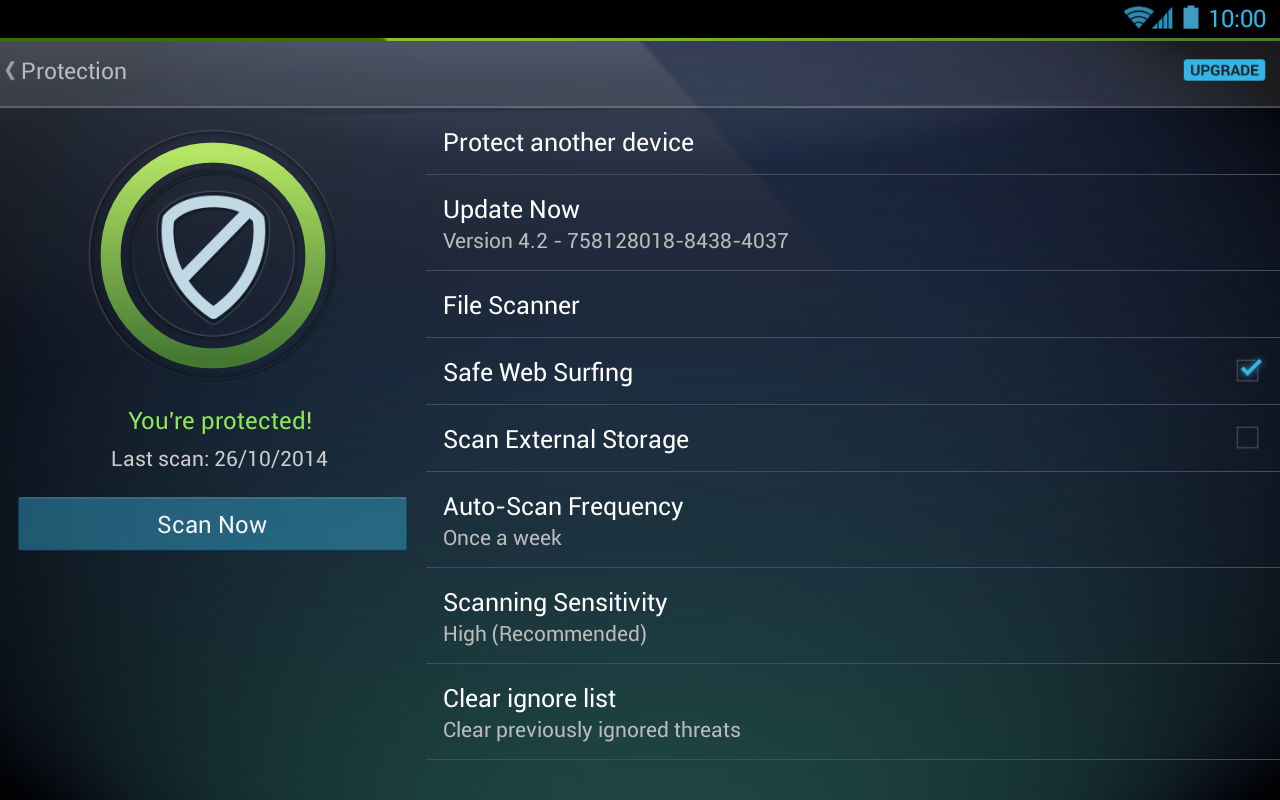 10:00
Protection
UPGRADE
You're protected!
Last scan: 26/10/2014
Scan Now
Protect another device
Update Now
Version 4.2 - 758128018-8438-4037
File Scanner
Safe Web Surfing
Scan External Storage
Auto-Scan Frequency
Once a week
Scanning Sensitivity
High (Recommended)
Clear ignore list
Clear previously ignored threats